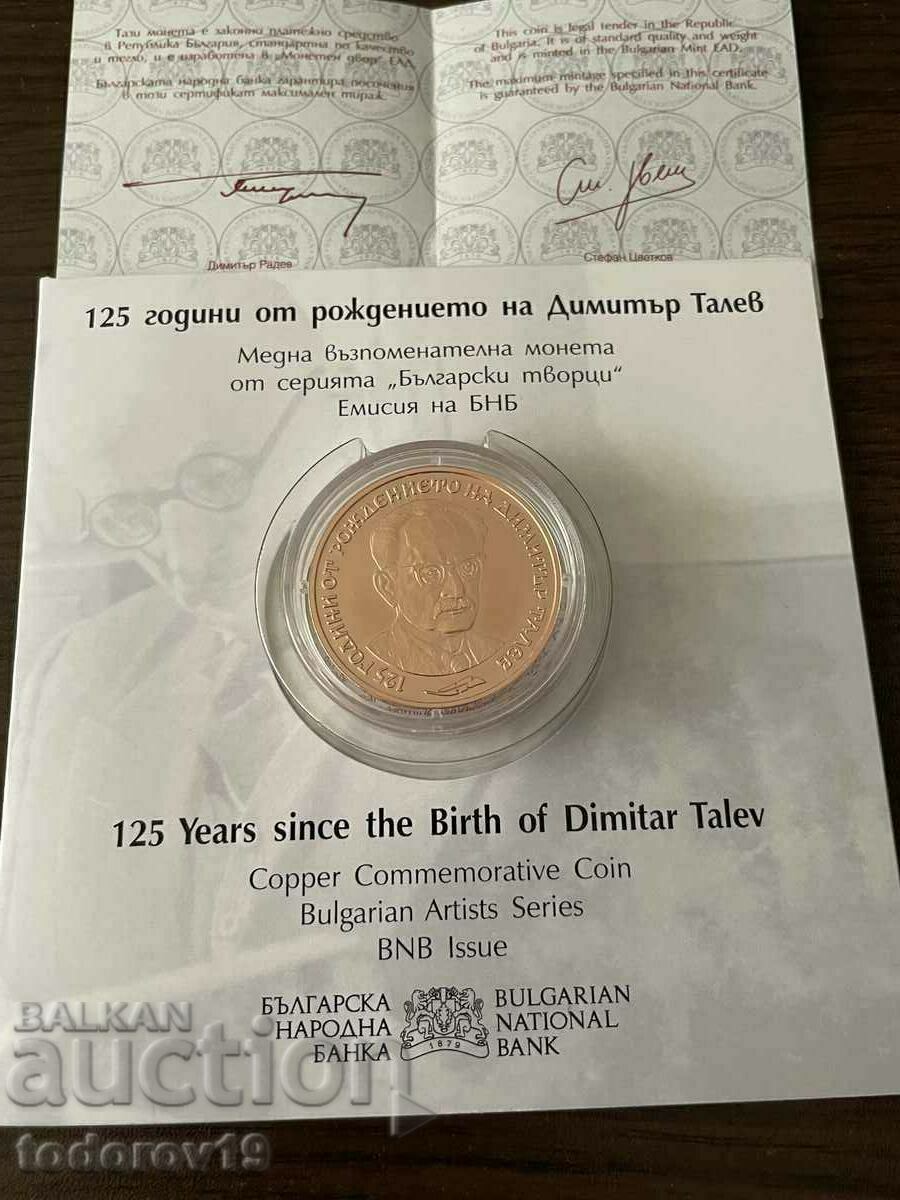 Тази монета е законно платежно средство
в Република България, стандартна по качество
и тегло, и е изработена в „Монетен двор“ ЕАД.
Българската народна банка гарантира посочения
в този сертификат максимален тираж.
Димитър Радев
This coin is legal tender in the Republic
of Bulgaria. It is of standard quality and weight
and is minted in the Bulgarian Mint EAD.
The maximum mintage specified in this certificate
is guaranteed by the Bulgarian National Bank.
Ст. Цвет
Стефан Цветков
125 години от рождението на Димитър Талев
Медна възпоменателна монета
от серията „Български творци“
Емисия на БНБ
125 ГОДИНИ ОТ РОЖДЕНИЕТО НА ДИМИТЪР ТАЛЕВ
125 Years since the Birth of Dimitar Talev
Copper Commemorative Coin
Bulgarian Artists Series
BNB Issue
БЪЛГАРСКА
НАРОДНА
БАНКА
1879
BULGARIAN
NATIONAL
BANK
BALKAN
auction
todorov19